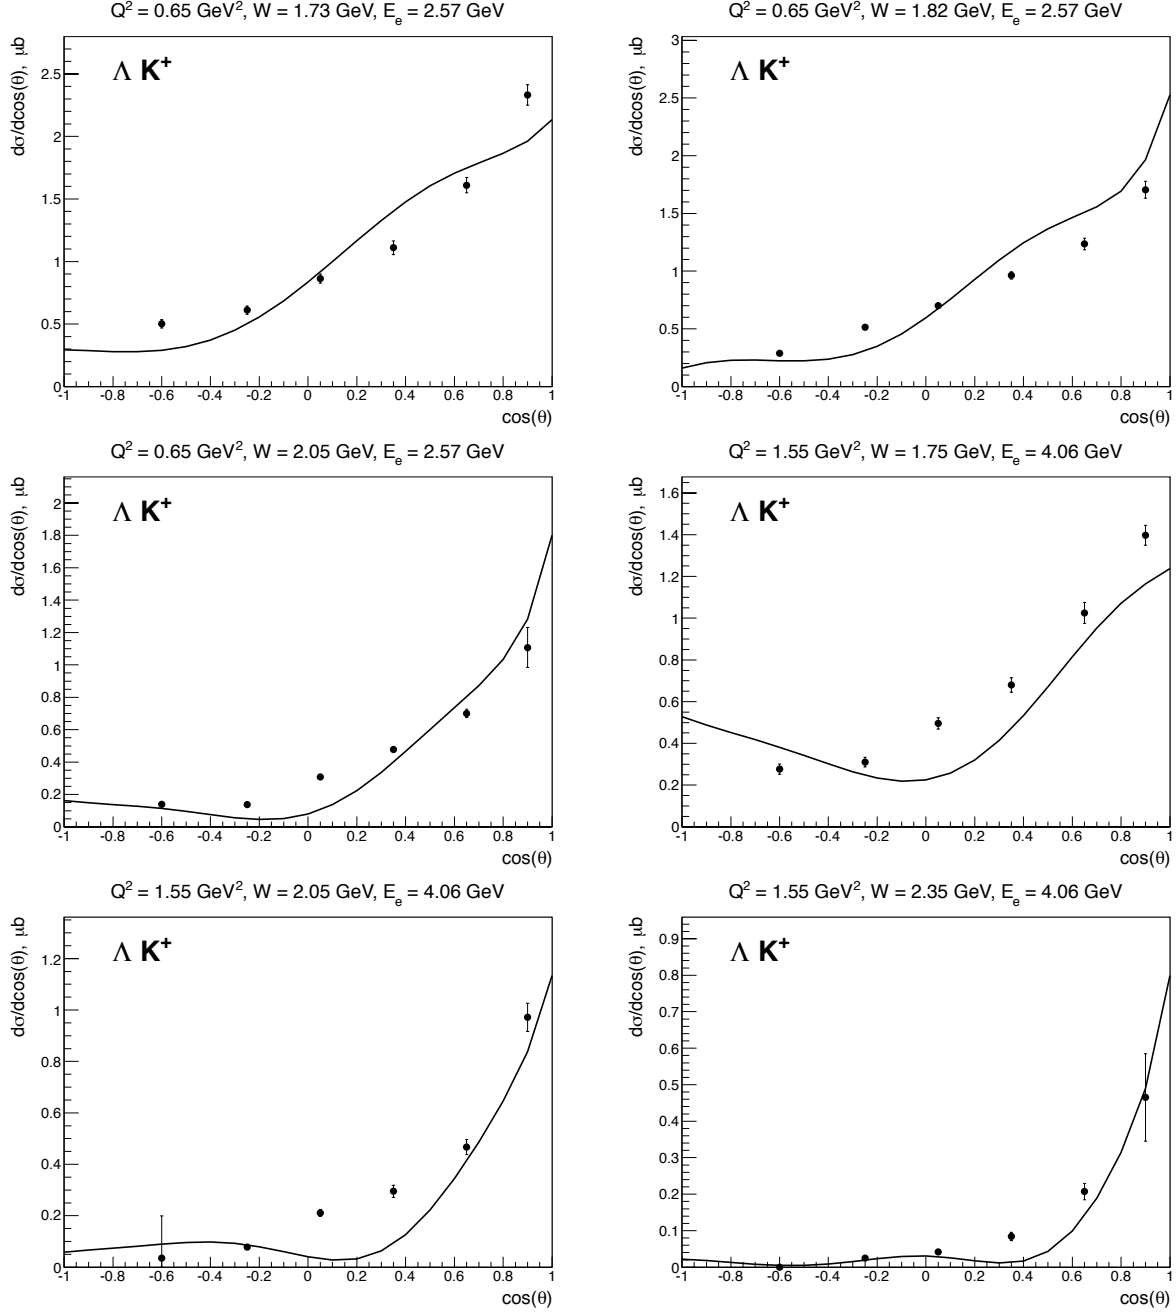 Q² = 0.65 GeV², W = 1.73 GeV, Eₑ = 2.57 GeV
dσ/dcos(θ), μb
Λ K⁺
2.5
2
1.5
1
0.5
0
-1 -0.8 -0.6 -0.4 -0.2 0 0.2 0.4 0.6 0.8 1
cos(θ)
Q² = 0.65 GeV², W = 1.82 GeV, Eₑ = 2.57 GeV
dσ/dcos(θ), μb
Λ K⁺
3
2.5
2
1.5
1
0.5
0
-1 -0.8 -0.6 -0.4 -0.2 0 0.2 0.4 0.6 0.8 1
cos(θ)
Q² = 0.65 GeV², W = 2.05 GeV, Eₑ = 2.57 GeV
dσ/dcos(θ), μb
Λ K⁺
2
1.8
1.6
1.4
1.2
1
0.8
0.6
0.4
0.2
0
-1 -0.8 -0.6 -0.4 -0.2 0 0.2 0.4 0.6 0.8 1
cos(θ)
Q² = 1.55 GeV², W = 1.75 GeV, Eₑ = 4.06 GeV
dσ/dcos(θ), μb
Λ K⁺
1.6
1.4
1.2
1
0.8
0.6
0.4
0.2
0
-1 -0.8 -0.6 -0.4 -0.2 0 0.2 0.4 0.6 0.8 1
cos(θ)
Q² = 1.55 GeV², W = 2.05 GeV, Eₑ = 4.06 GeV
dσ/dcos(θ), μb
Λ K⁺
1.2
1
0.8
0.6
0.4
0.2
0
-1 -0.8 -0.6 -0.4 -0.2 0 0.2 0.4 0.6 0.8 1
cos(θ)
Q² = 1.55 GeV², W = 2.35 GeV, Eₑ = 4.06 GeV
dσ/dcos(θ), μb
Λ K⁺
0.9
0.8
0.7
0.6
0.5
0.4
0.3
0.2
0.1
0
-1 -0.8 -0.6 -0.4 -0.2 0 0.2 0.4 0.6 0.8 1
cos(θ)